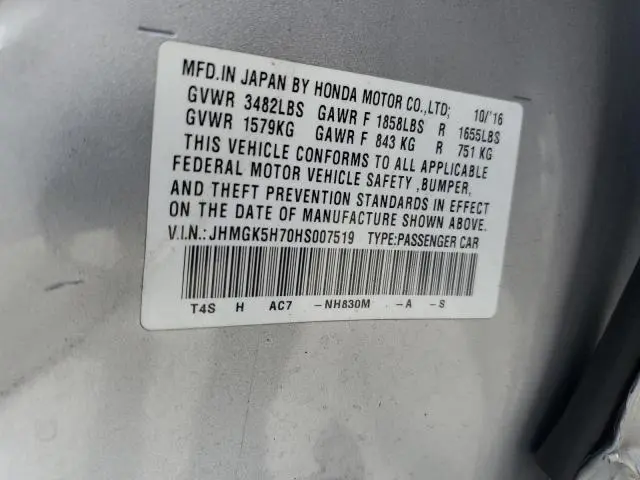 MFD.IN JAPAN BY HONDA MOTOR CO.,LTD; 10/'16
GVWR 3482LBS GAWR F 1858LBS R 1655LBS
GVWR 1579KG GAWR F 843 KG R 751 KG
THIS VEHICLE CONFORMS TO ALL APPLICABLE
FEDERAL MOTOR VEHICLE SAFETY ,BUMPER,
AND THEFT PREVENTION STANDARDS IN EFFECT
ON THE DATE OF MANUFACTURE SHOWN ABOVE.
V.I.N.:JHMGK5H70HS007519 TYPE:PASSENGER CAR
T4S H AC7 -NH830M -A -S